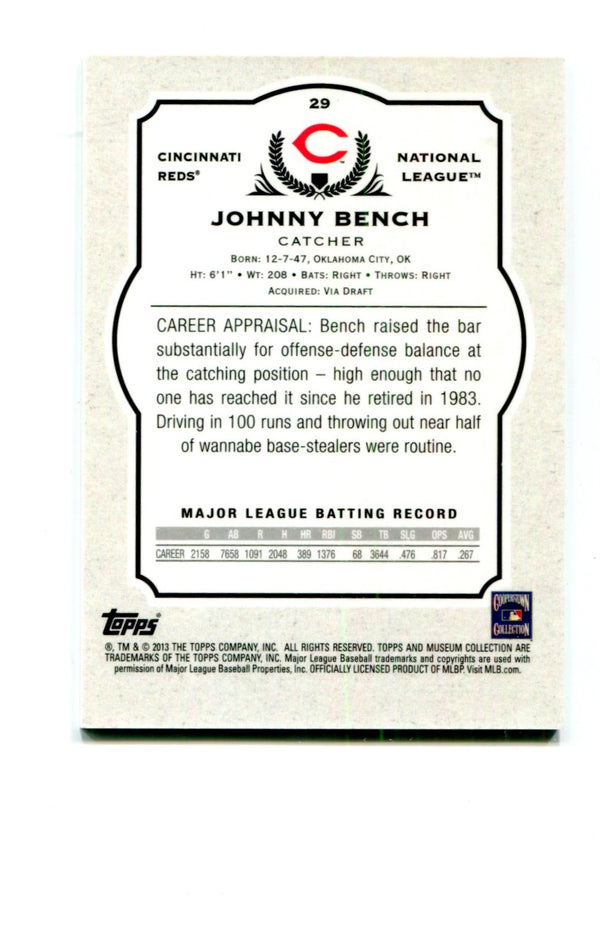 29
CINCINNATI
REDS®
C
NATIONAL
LEAGUE™
JOHNNY BENCH
CATCHER
BORN: 12-7-47, OKLAHOMA CITY, OK
HT: 6'1" • WT: 208 • BATS: RIGHT • THROWS: RIGHT
ACQUIRED: VIA DRAFT
CAREER APPRAISAL: Bench raised the bar
substantially for offense-defense balance at
the catching position – high enough that no
one has reached it since he retired in 1983.
Driving in 100 runs and throwing out near half
of wannabe base-stealers were routine.
MAJOR LEAGUE BATTING RECORD
G AB R H HR RBI SB TB SLG OPS AVG
CAREER 2158 7658 1091 2048 389 1376 68 3644 .476 .817 .267
Topps®
COOPERSTOWN
COLLECTION
®, TM & © 2013 THE TOPPS COMPANY, INC. ALL RIGHTS RESERVED. TOPPS AND MUSEUM COLLECTION ARE
TRADEMARKS OF THE TOPPS COMPANY, INC. Major League Baseball trademarks and copyrights are used with
permission of Major League Baseball Properties, Inc. OFFICIALLY LICENSED PRODUCT OF MLBP. Visit MLB.com.